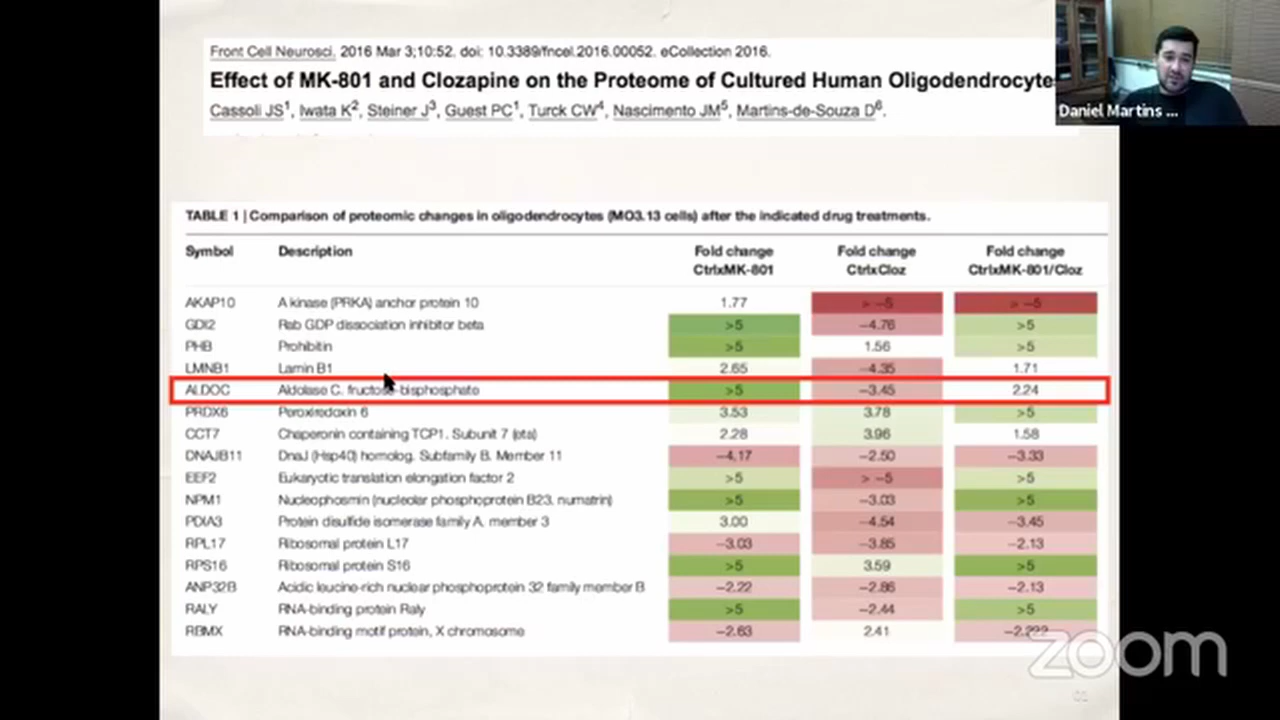 Front Cell Neurosci. 2016 Mar 3;10:52. doi: 10.3389/fncel.2016.00052. eCollection 2016.
Effect of MK-801 and Clozapine on the Proteome of Cultured Human Oligodendrocyte
Cassoli JS1, Iwata K2, Steiner J3, Guest PC1, Turck CW4, Nascimento JM5, Martins-de-Souza D6.
Daniel Martins ...
TABLE 1 | Comparison of proteomic changes in oligodendrocytes (MO3.13 cells) after the indicated drug treatments.
Symbol Description Fold change CtrlxMK-801 Fold change CtrlxCloz Fold change CtrlxMK-801/Cloz
AKAP10 A kinase (PRKA) anchor protein 10 1.77 > −5 > −5
GDI2 Rab GDP dissociation inhibitor beta >5 −4.76 >5
PHB Prohibitin >5 1.56 >5
LMNB1 Lamin B1 2.65 −4.35 1.71
ALDOC Aldolase C. fructose-bisphosphate >5 −3.45 2.24
PRDX6 Peroxiredoxin 6 3.53 3.78 >5
CCT7 Chaperonin containing TCP1. Subunit 7 (eta) 2.28 3.96 1.58
DNAJB11 DnaJ (Hsp40) homolog. Subfamily B. Member 11 −4.17 −2.50 −3.33
EEF2 Eukaryotic translation elongation factor 2 >5 > −5 >5
NPM1 Nucleophosmin (nucleolar phosphoprotein B23. numatrin) >5 −3.03 >5
PDIA3 Protein disulfide isomerase family A. member 3 3.00 −4.54 −3.45
RPL17 Ribosomal protein L17 −3.03 −3.85 −2.13
RPS16 Ribosomal protein S16 >5 3.59 >5
ANP32B Acidic leucine-rich nuclear phosphoprotein 32 family member B −2.22 −2.86 −2.13
RALY RNA-binding protein Raly >5 −2.44 >5
RBMX RNA-binding motif protein, X chromosome −2.63 2.41
zoom